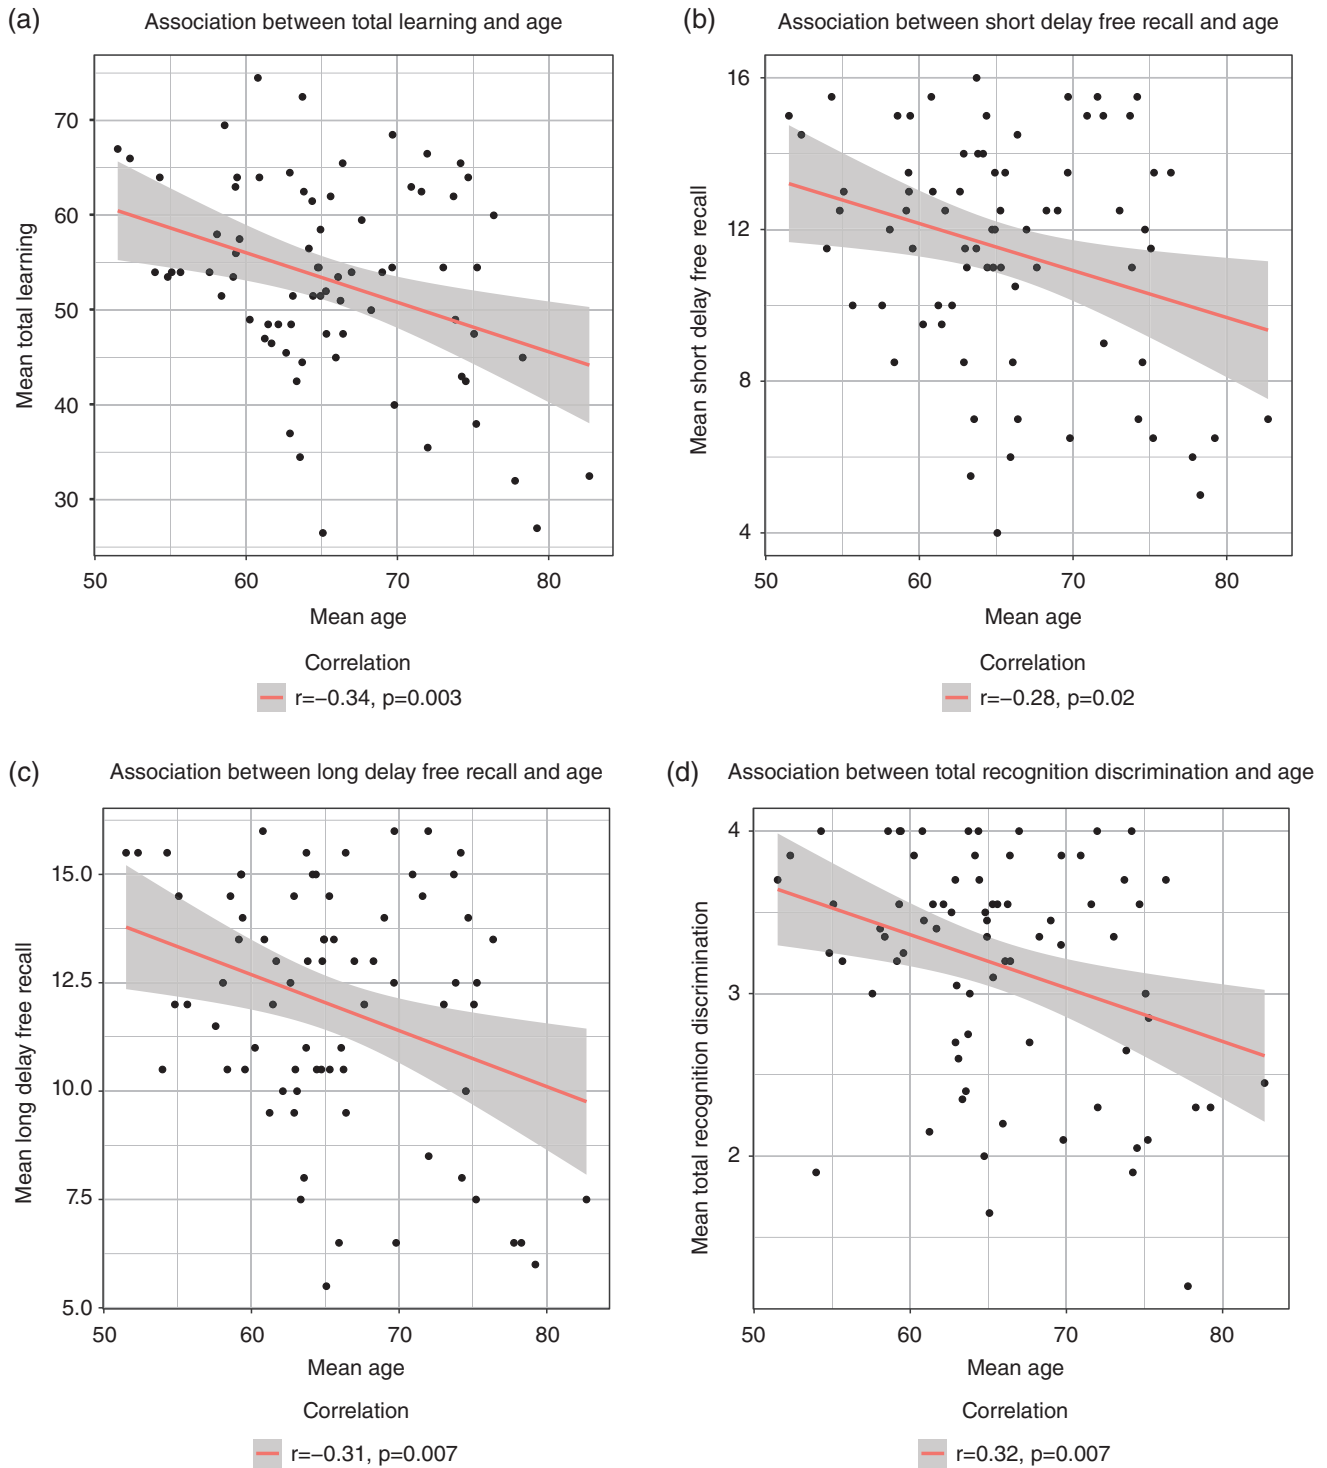 (a)
Association between total learning and age
Mean total learning
70
60
50
40
30
50 60 70 80
Mean age
Correlation
r=−0.34, p=0.003
(b)
Association between short delay free recall and age
Mean short delay free recall
16
12
8
4
50 60 70 80
Mean age
Correlation
r=−0.28, p=0.02
(c)
Association between long delay free recall and age
Mean long delay free recall
15.0
12.5
10.0
7.5
5.0
50 60 70 80
Mean age
Correlation
r=−0.31, p=0.007
(d)
Association between total recognition discrimination and age
Mean total recognition discrimination
4
3
2
50 60 70 80
Mean age
Correlation
r=0.32, p=0.007